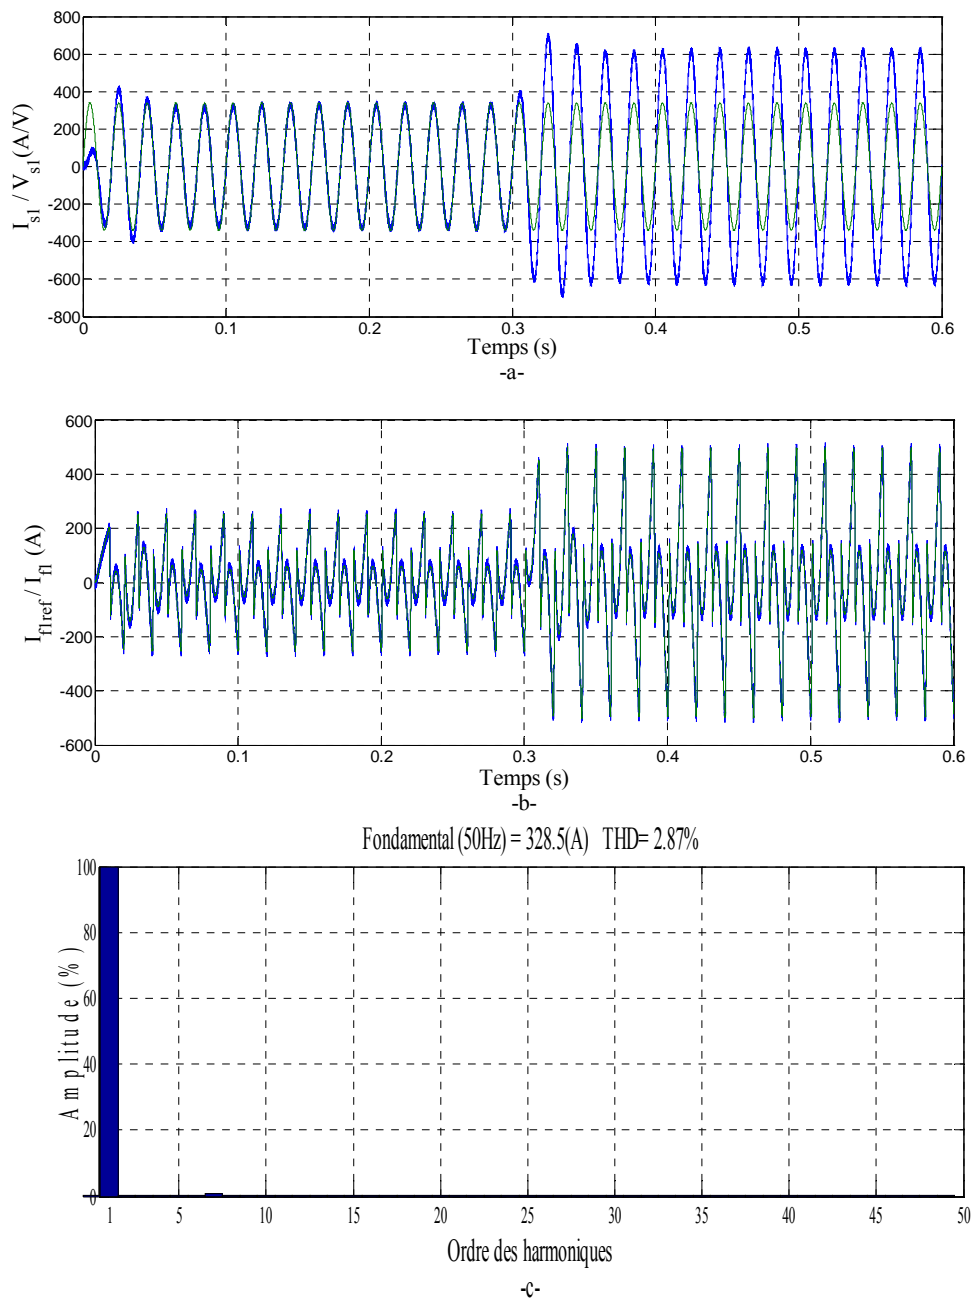 800
600
400
200
0
-200
-400
-600
-800
I_s1 / V_s1 (A/V)
0 0.1 0.2 0.3 0.4 0.5 0.6
Temps (s)
-a-
600
400
200
0
-200
-400
-600
I_f1ref / I_f1 (A)
0 0.1 0.2 0.3 0.4 0.5 0.6
Temps (s)
-b-
Fondamental (50Hz) = 328.5(A) THD= 2.87%
100
80
60
40
20
0
Amplitude (%)
1 5 10 15 20 25 30 35 40 45 50
Ordre des harmoniques
-c-